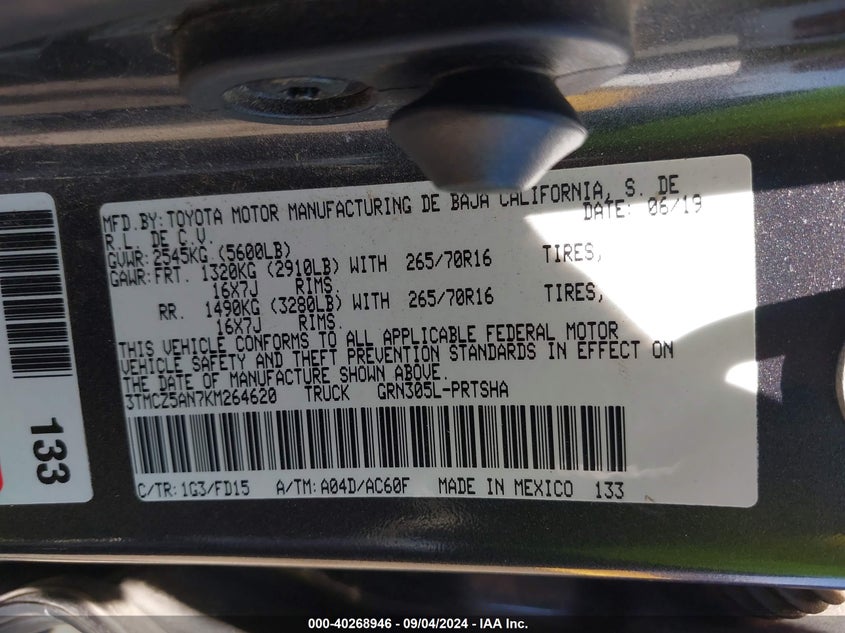 MFD.BY:TOYOTA MOTOR MANUFACTURING DE BAJA CALIFORNIA, S. DE
R.L. DE C.V. DATE: 06/19
GVWR:2545KG (5600LB)
GAWR:FRT. 1320KG (2910LB) WITH 265/70R16 TIRES,
16X7J RIMS.
RR. 1490KG (3280LB) WITH 265/70R16 TIRES,
16X7J RIMS.
THIS VEHICLE CONFORMS TO ALL APPLICABLE FEDERAL MOTOR
VEHICLE SAFETY AND THEFT PREVENTION STANDARDS IN EFFECT ON
THE DATE OF MANUFACTURE SHOWN ABOVE.
3TMCZ5AN7KM264620 TRUCK GRN305L-PRTSHA
C/TR:1G3/FD15 A/TM:A04D/AC60F MADE IN MEXICO 133
133
000-40268946 - 09/04/2024 - IAA Inc.